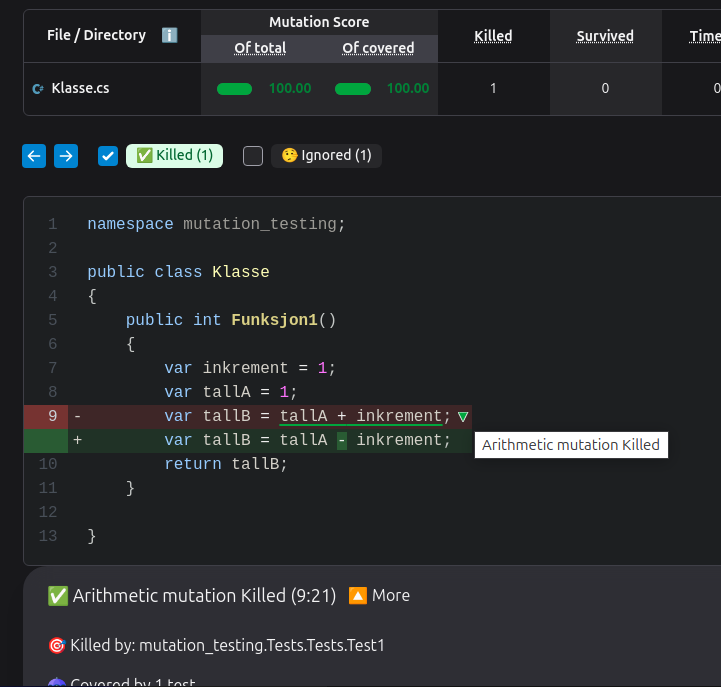 Mutation Score
File / Directory ℹ️ Of total Of covered Killed Survived Time
Klasse.cs 100.00 100.00 1 0 0
✅ Killed (1) 🤥 Ignored (1)
1 namespace mutation_testing;
2
3 public class Klasse
4 {
5     public int Funksjon1()
6     {
7         var inkrement = 1;
8         var tallA = 1;
9 -       var tallB = tallA + inkrement;
+       var tallB = tallA - inkrement;
Arithmetic mutation Killed
10         return tallB;
11     }
12
13 }
✅ Arithmetic mutation Killed (9:21) 🔼 More
🎯 Killed by: mutation_testing.Tests.Tests.Test1
☂️ Covered by 1 test